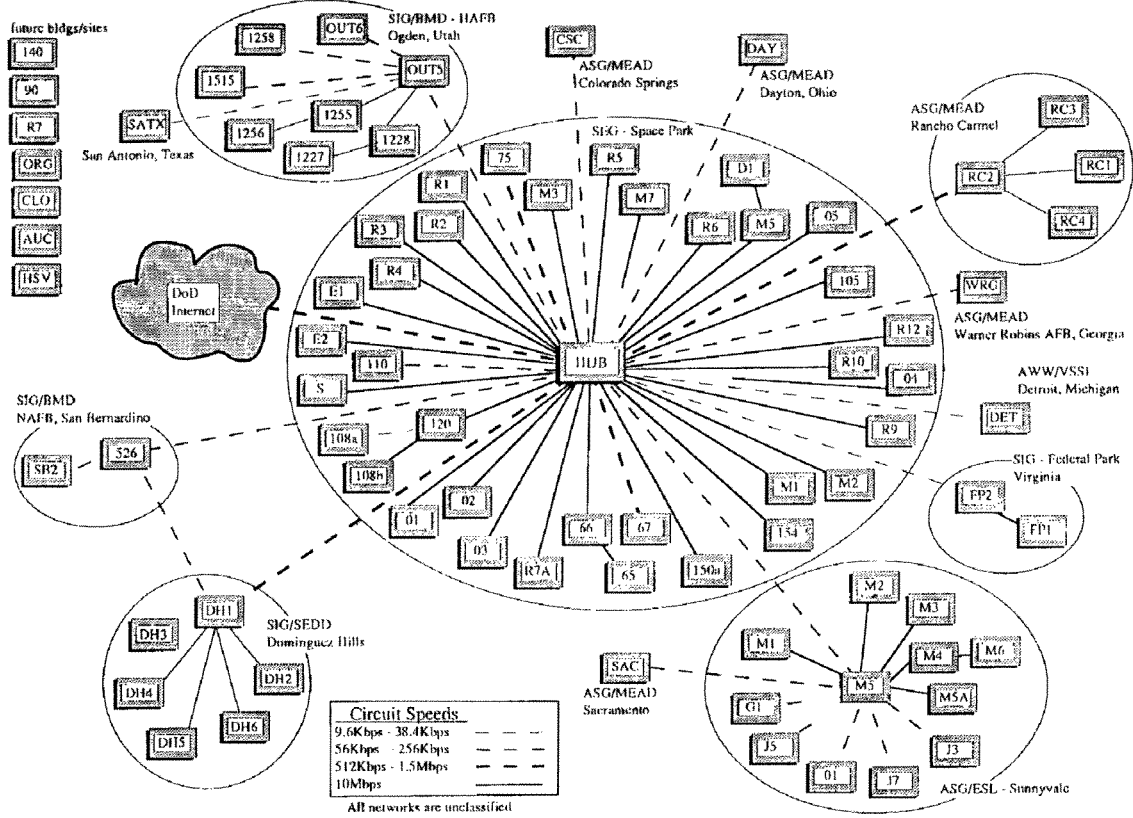 future bldgs/sites
140
90
R7
ORG
CLO
AUC
HSV
SIG/BMD - HAFB
Ogden, Utah
1258
OUT6
OUT5
1515
1255
1256
1228
1227
SATX
San Antonio, Texas
CSC
ASG/MEAD
Colorado Springs
DAY
ASG/MEAD
Dayton, Ohio
ASG/MEAD
Rancho Carmel
RC3
RC2
RC1
RC4
SEG - Space Park
75
R5
D1
R1
M3
M7
R6
M5
05
R3
R2
R4
105
E1
E2
110
S
HUB
R12
R10
04
R9
108a
120
108b
01
02
03
R7A
66
65
67
150a
M1
M2
154
DoD
Internet
WRG
ASG/MEAD
Warner Robins AFB, Georgia
AWW/VSSI
Detroit, Michigan
DET
SIG - Federal Park
Virginia
FP2
FP1
SIG/BMD
NAFB, San Bernardino
526
SB2
SIG/SEDD
Dominguez Hills
DH1
DH3
DH4
DH2
DH5
DH6
SAC
ASG/MEAD
Sacramento
M2
M3
M1
M4
M6
M5
M5A
G1
J5
01
J7
J3
ASG/ESL - Sunnyvale
Circuit Speeds
9.6Kbps - 38.4Kbps
56Kbps - 256Kbps
512Kbps - 1.5Mbps
10Mbps
All networks are unclassified